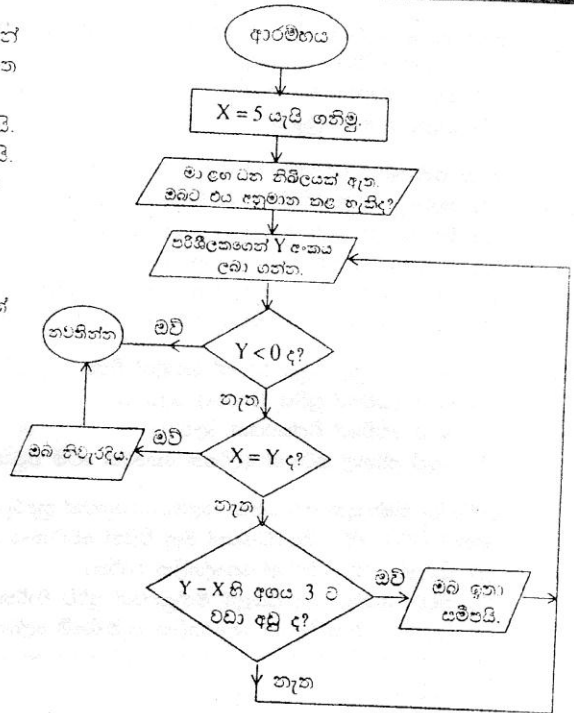 ආරම්භය
X = 5 යැයි ගනිමු.
මා ළඟ ධන නිඛිලයක් ඇත.
ඔබට එය අනුමාන කළ හැකිද?
පරිශීලකගෙන් Y අංකය
ලබා ගන්න.
නවතින්න
ඔව්
Y < 0 ද?
නැත
ඔබ නිවැරදිය.
ඔව්
X = Y ද?
නැත
Y – X හි අගය 3 ට
වඩා අඩු ද?
ඔව්
ඔබ ඉතා
සමීපයි.
නැත